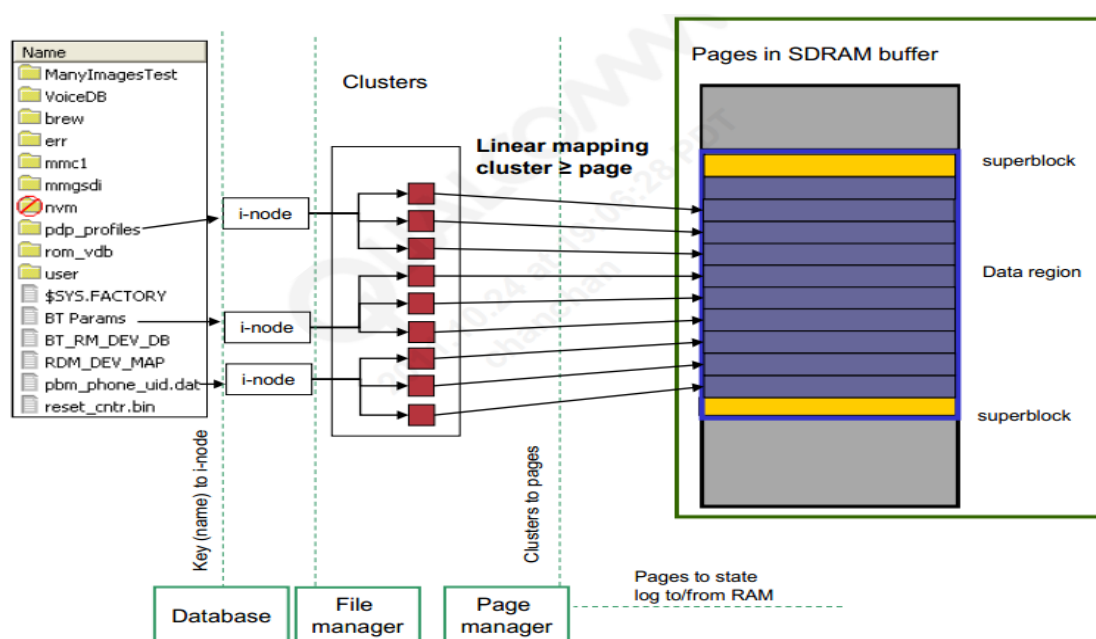 Name
ManyImagesTest
VoiceDB
brew
err
mmc1
mmgsdi
nvm
pdp_profiles
rom_vdb
user
$SYS.FACTORY
BT Params
BT_RM_DEV_DB
RDM_DEV_MAP
pbm_phone_uid.dat
reset_cntr.bin
i-node
i-node
i-node
Key (name) to i-node
Clusters
Linear mapping
cluster ≥ page
Clusters to pages
Pages in SDRAM buffer
superblock
Data region
superblock
Database
File
manager
Page
manager
Pages to state
log to/from RAM